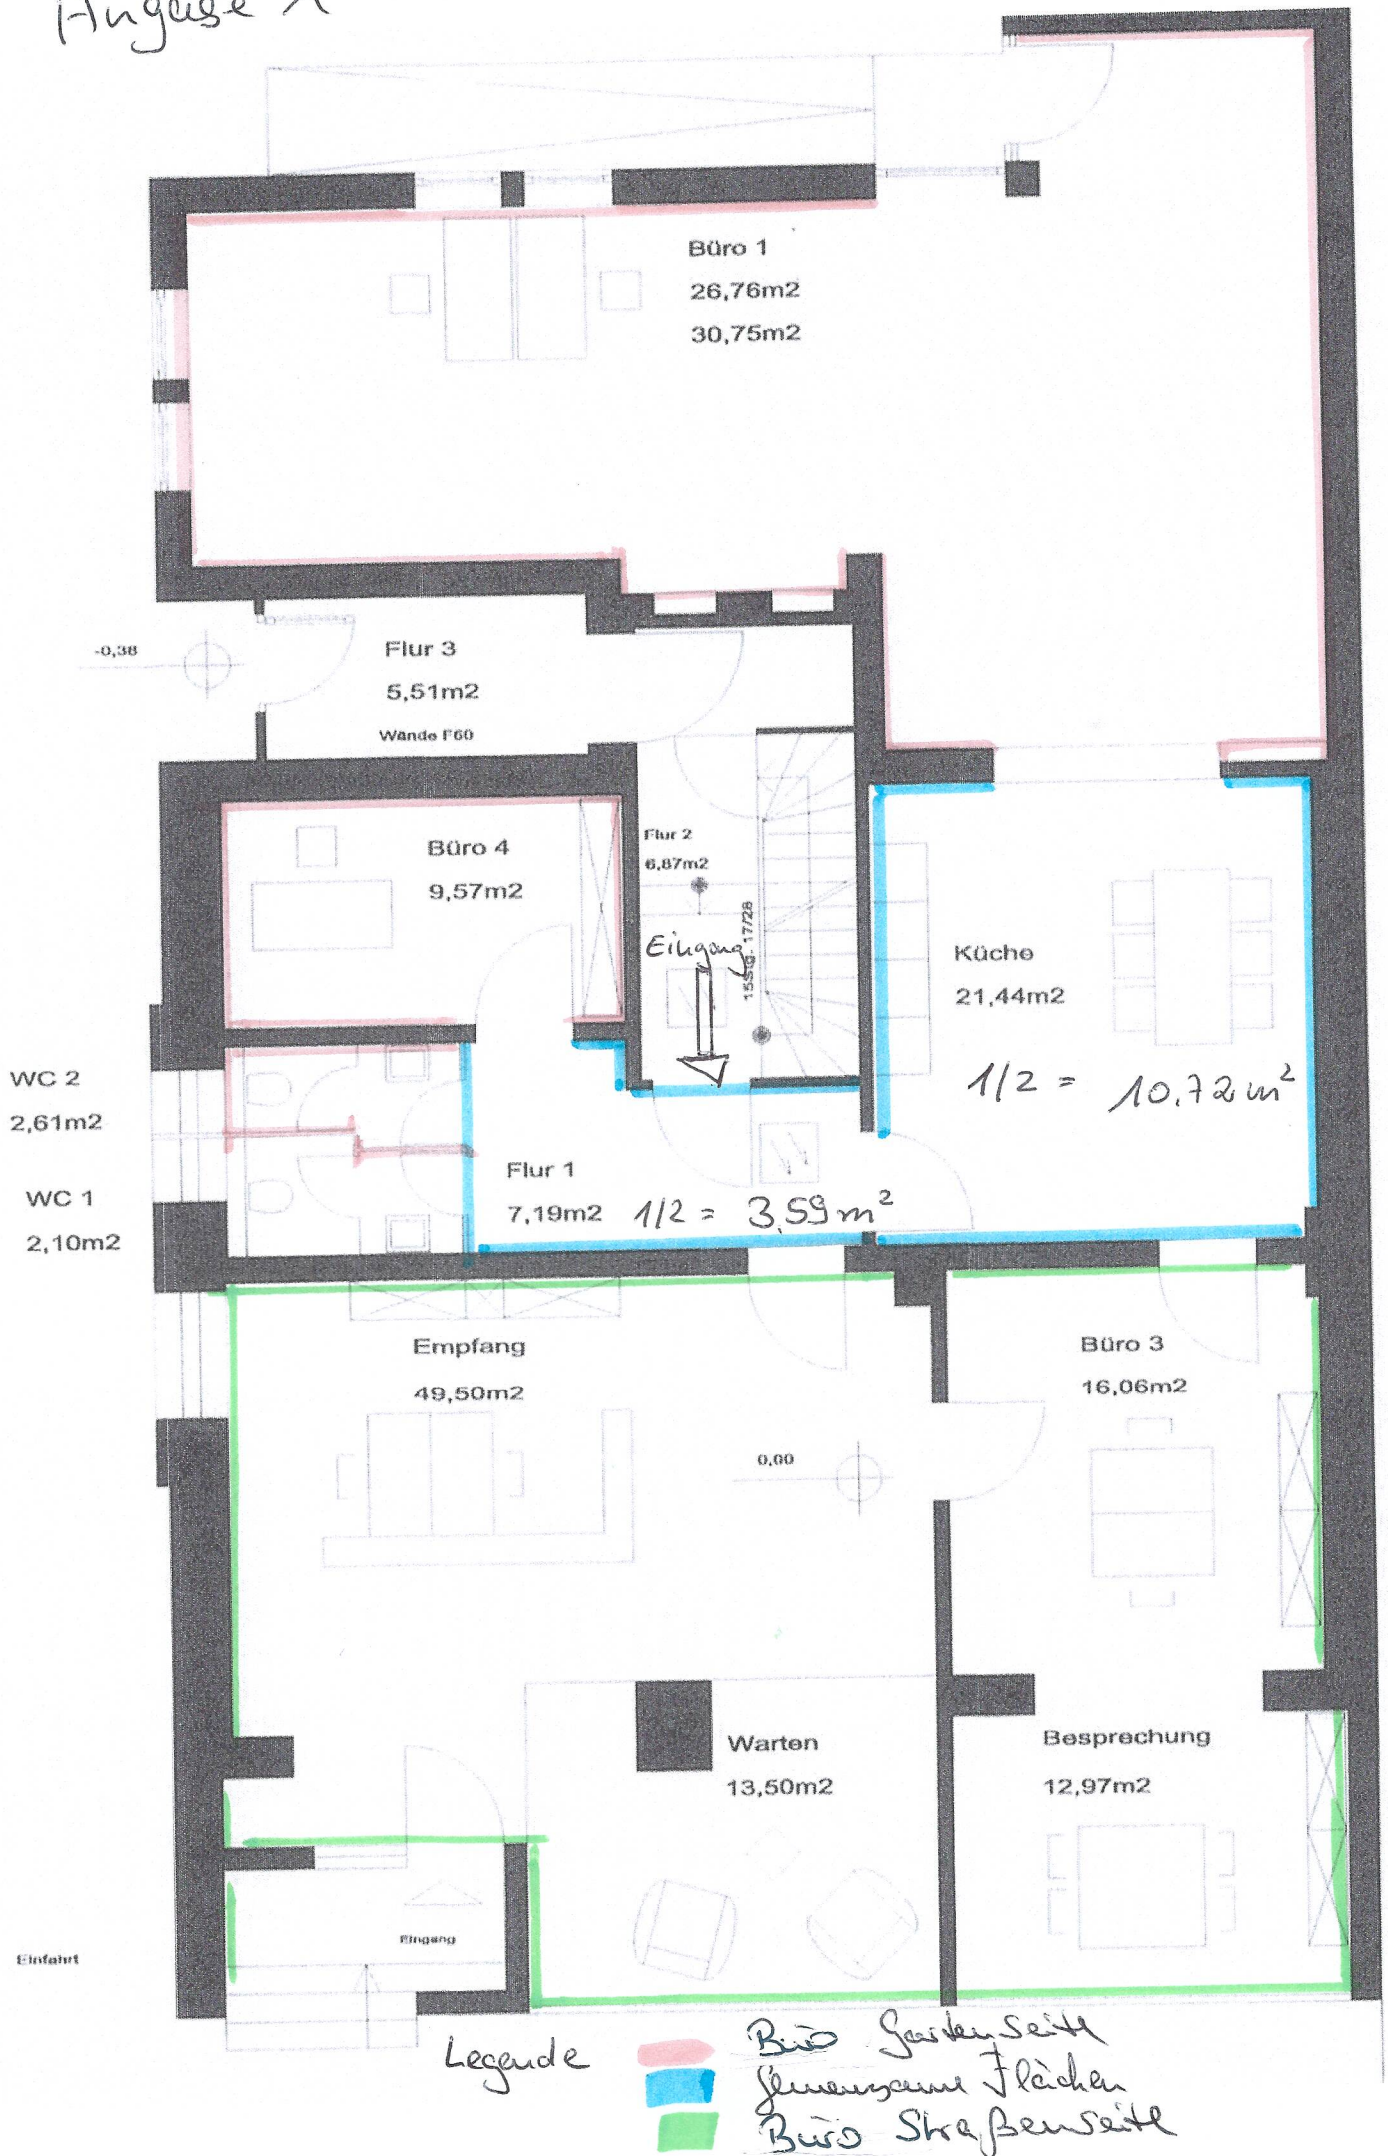 Büro 1
26,76m2
30,75m2
-0,38
Flur 3
5,51m2
Wände F60
Büro 4
9,57m2
Flur 2
6,87m2
15Stg. 17/28
Eingang
Küche
21,44m2
1/2 = 10,72 m²
WC 2
2,61m2
WC 1
2,10m2
Flur 1
7,19m2 1/2 = 3,59 m²
Empfang
49,50m2
Büro 3
16,06m2
0,00
Warten
13,50m2
Besprechung
12,97m2
Eingang
Einfahrt
Legende
Büro Gartenseite
gemeinsame Flächen
Büro Straßenseite